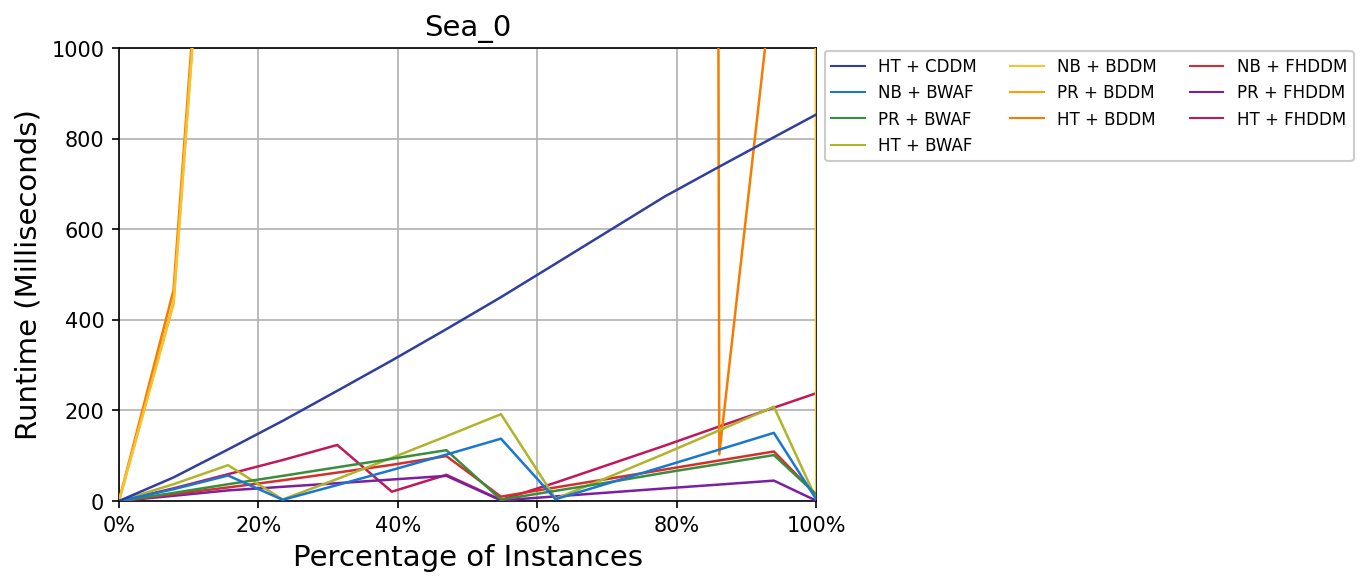 Sea_0
1000
800
600
400
200
0
Runtime (Milliseconds)
0% 20% 40% 60% 80% 100%
Percentage of Instances
HT + CDDM NB + BDDM NB + FHDDM
NB + BWAF PR + BDDM PR + FHDDM
PR + BWAF HT + BDDM HT + FHDDM
HT + BWAF